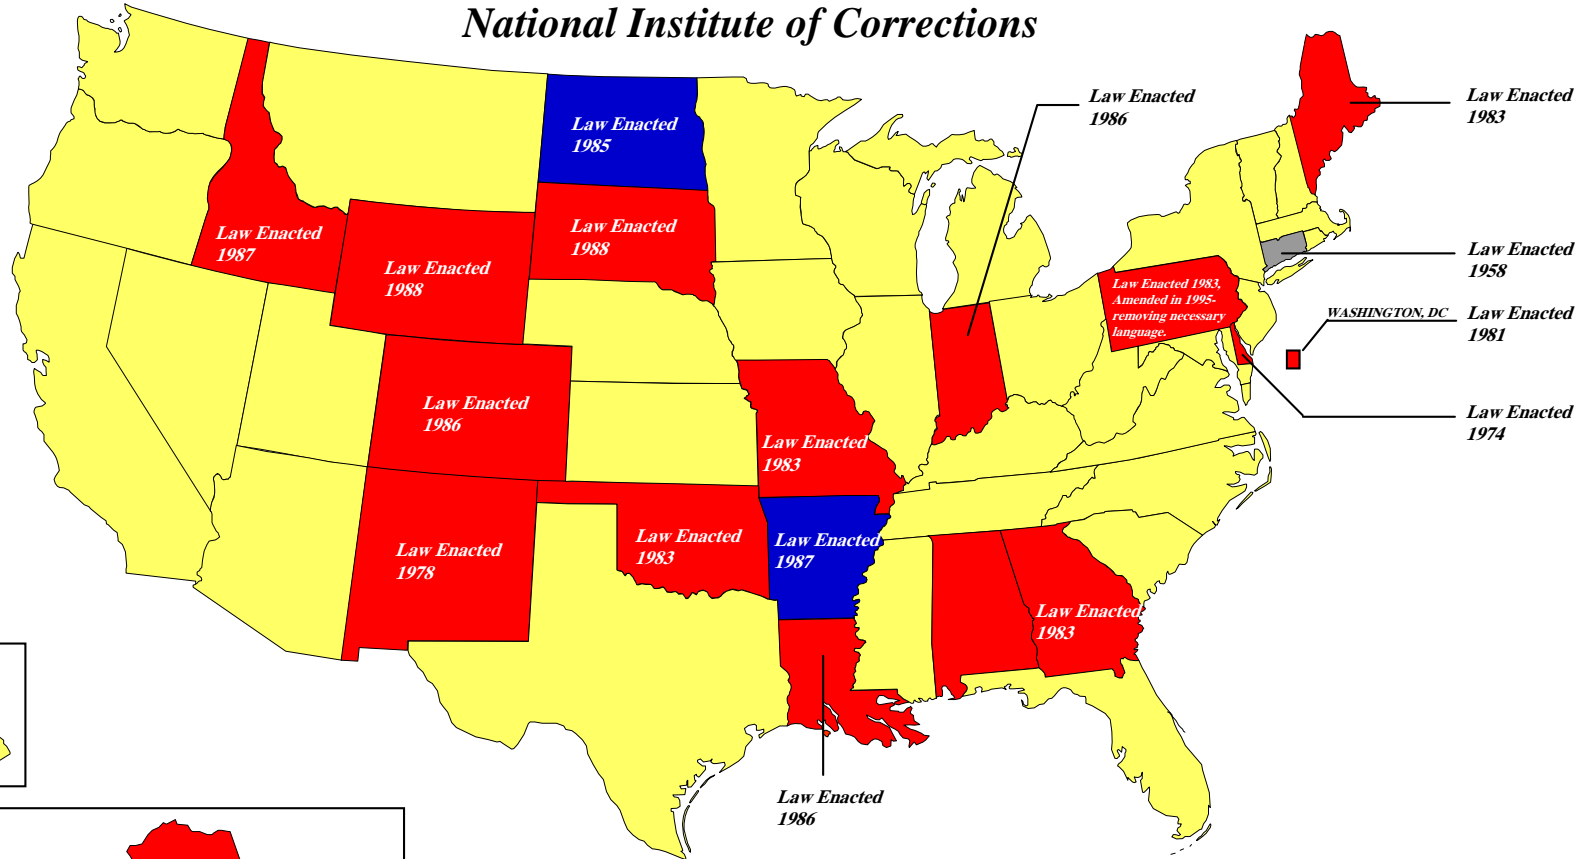 National Institute of Corrections
Law Enacted
1986
Law Enacted
1983
Law Enacted
1985
Law Enacted
1987
Law Enacted
1988
Law Enacted
1988
Law Enacted
1958
Law Enacted 1983,
Amended in 1995-
removing necessary
language.
WASHINGTON, DC
Law Enacted
1981
Law Enacted
1986
Law Enacted
1974
Law Enacted
1983
Law Enacted
1978
Law Enacted
1983
Law Enacted
1987
Law Enacted
1983
Law Enacted
1986